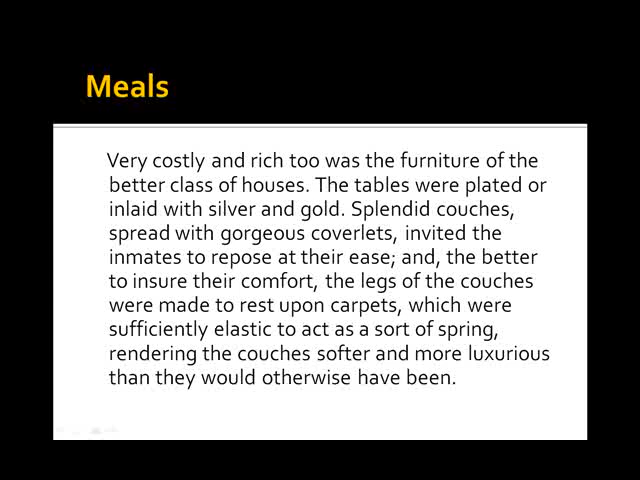 Meals
Very costly and rich too was the furniture of the
better class of houses. The tables were plated or
inlaid with silver and gold. Splendid couches,
spread with gorgeous coverlets, invited the
inmates to repose at their ease; and, the better
to insure their comfort, the legs of the couches
were made to rest upon carpets, which were
sufficiently elastic to act as a sort of spring,
rendering the couches softer and more luxurious
than they would otherwise have been.